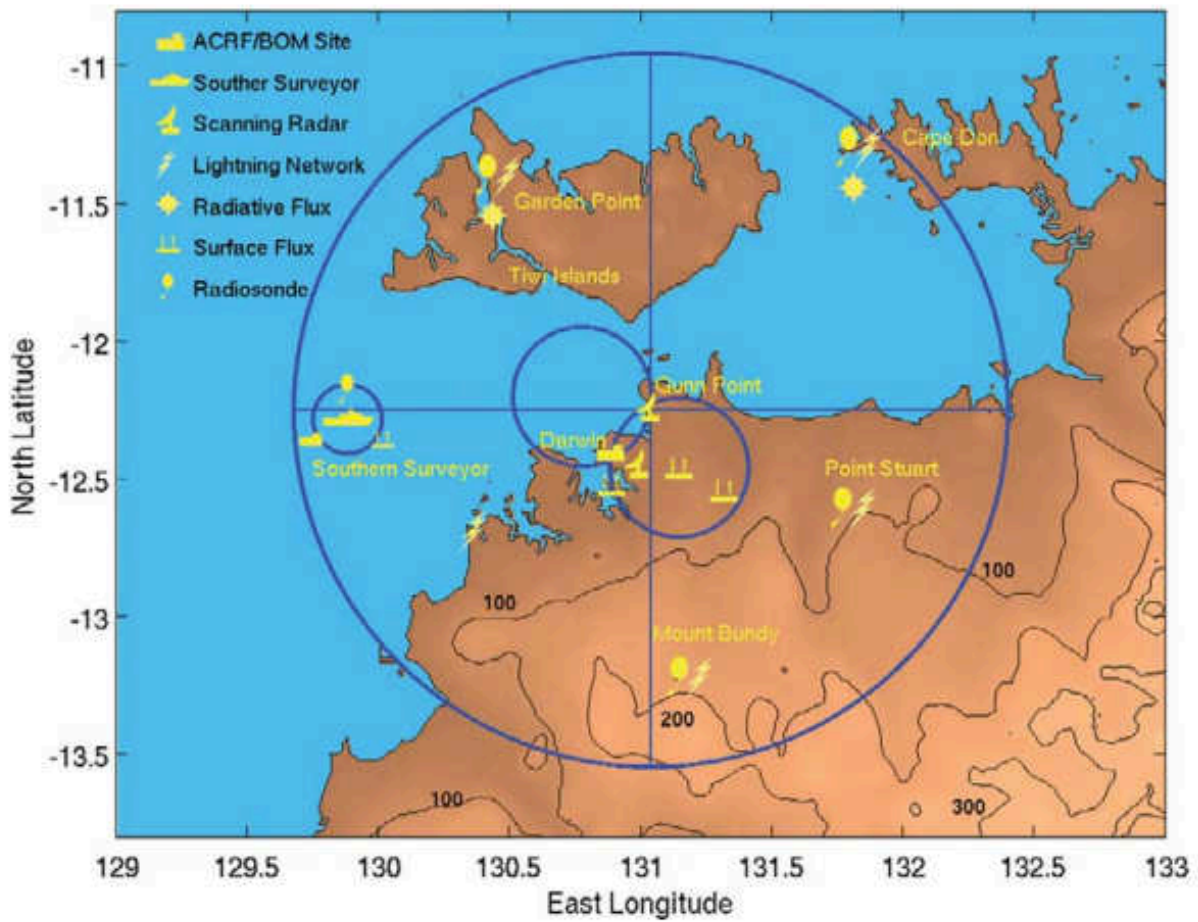 ACRF/BOM Site
Souther Surveyor
Scanning Radar
Lightning Network
Radiative Flux
Surface Flux
Radiosonde
Carpe Don
Garden Point
Tiwi Islands
Gunn Point
Darwin
Southern Surveyor
Point Stuart
Mount Bundy
100
100
200
100
300
-11
-11.5
-12
-12.5
-13
-13.5
North Latitude
129
129.5
130
130.5
131
131.5
132
132.5
133
East Longitude